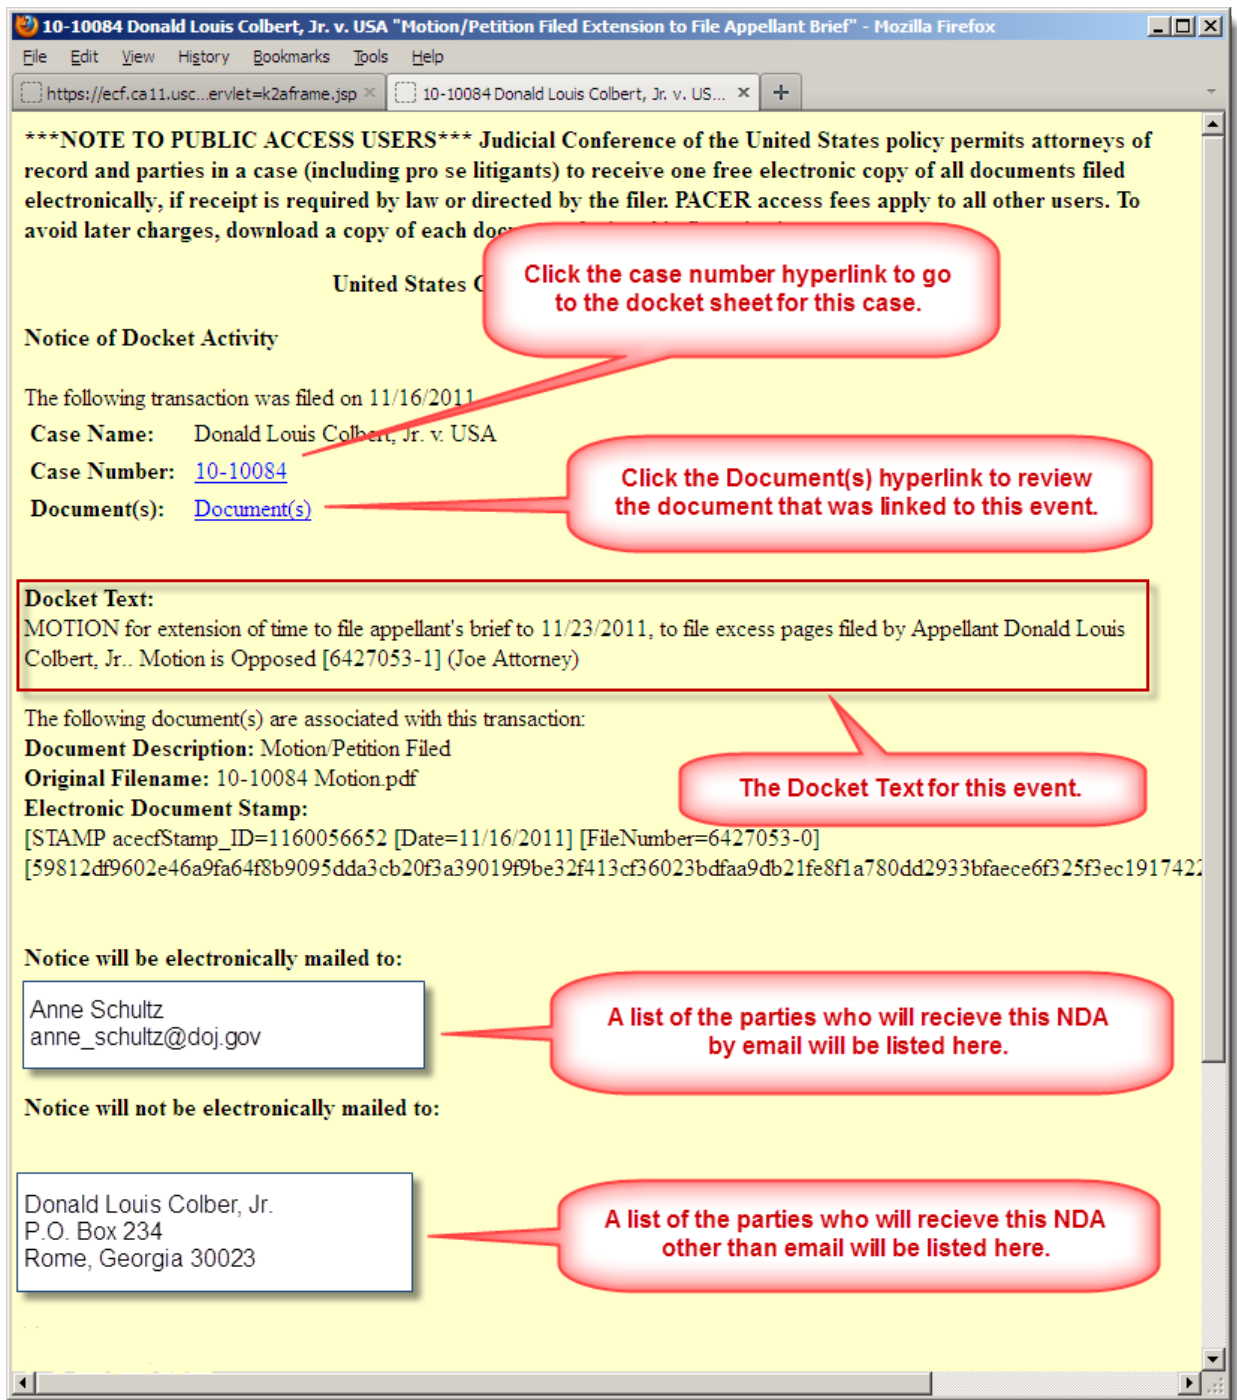 10-10084 Donald Louis Colbert, Jr. v. USA "Motion/Petition Filed Extension to File Appellant Brief" - Mozilla Firefox
File Edit View History Bookmarks Tools Help
https://ecf.ca11.usc...ervlet=k2aframe.jsp 10-10084 Donald Louis Colbert, Jr. v. US...
***NOTE TO PUBLIC ACCESS USERS*** Judicial Conference of the United States policy permits attorneys of
record and parties in a case (including pro se litigants) to receive one free electronic copy of all documents filed
electronically, if receipt is required by law or directed by the filer. PACER access fees apply to all other users. To
avoid later charges, download a copy of each
Click the case number hyperlink to go
to the docket sheet for this case.
United States
Notice of Docket Activity
The following transaction was filed on 11/16/2011
Case Name: Donald Louis Colbert, Jr. v. USA
Case Number: 10-10084
Document(s): Document(s)
Click the Document(s) hyperlink to review
the document that was linked to this event.
Docket Text:
MOTION for extension of time to file appellant's brief to 11/23/2011, to file excess pages filed by Appellant Donald Louis
Colbert, Jr.. Motion is Opposed [6427053-1] (Joe Attorney)
The following document(s) are associated with this transaction:
Document Description: Motion/Petition Filed
Original Filename: 10-10084 Motion.pdf
The Docket Text for this event.
Electronic Document Stamp:
[STAMP acecfStamp_ID=1160056652 [Date=11/16/2011] [FileNumber=6427053-0]
[59812df9602e46a9fa64f8b9095dda3cb20f3a39019f9be32f413cf36023bdfaa9db21fe8f1a780dd2933bfaece6f325f3ec1917422
Notice will be electronically mailed to:
Anne Schultz
anne_schultz@doj.gov
A list of the parties who will recieve this NDA
by email will be listed here.
Notice will not be electronically mailed to:
Donald Louis Colber, Jr.
P.O. Box 234
Rome, Georgia 30023
A list of the parties who will recieve this NDA
other than email will be listed here.